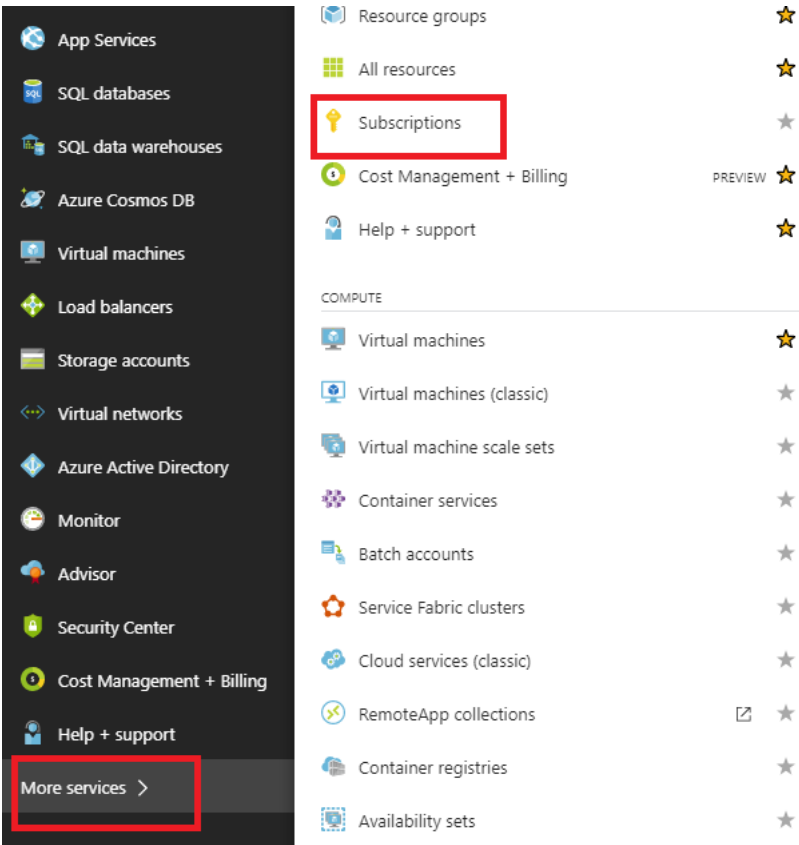 App Services
SQL databases
SQL data warehouses
Azure Cosmos DB
Virtual machines
Load balancers
Storage accounts
Virtual networks
Azure Active Directory
Monitor
Advisor
Security Center
Cost Management + Billing
Help + support
More services
Resource groups
All resources
Subscriptions
Cost Management + Billing PREVIEW
Help + support
COMPUTE
Virtual machines
Virtual machines (classic)
Virtual machine scale sets
Container services
Batch accounts
Service Fabric clusters
Cloud services (classic)
RemoteApp collections
Container registries
Availability sets